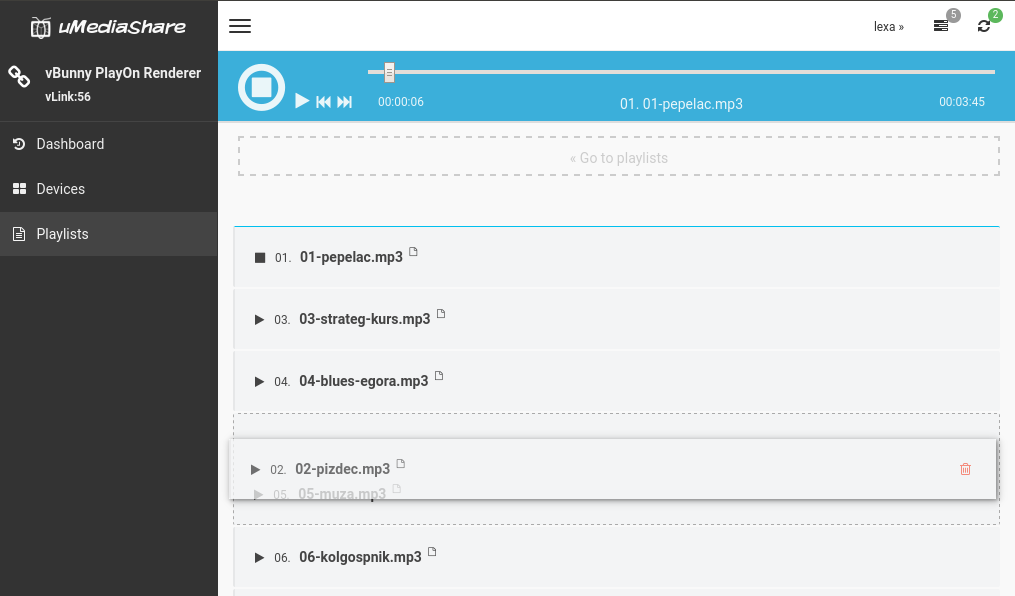 uMediaShare
vBunny PlayOn Renderer
vLink:56
Dashboard
Devices
Playlists
lexa »
5
2
00:00:06
01. 01-pepelac.mp3
00:03:45
« Go to playlists
01. 01-pepelac.mp3
03. 03-strateg-kurs.mp3
04. 04-blues-egora.mp3
02. 02-pizdec.mp3
05. 05-muza.mp3
06. 06-kolgospnik.mp3